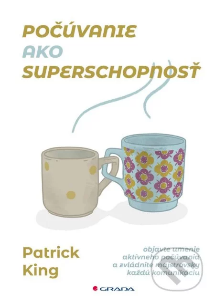 POČÚVANIE
AKO
SUPERSCHOPNOSŤ
Patrick
King
objavte umenie
aktívneho počúvania
a zvládnite majstrovsky
každú komunikáciu
GRADA